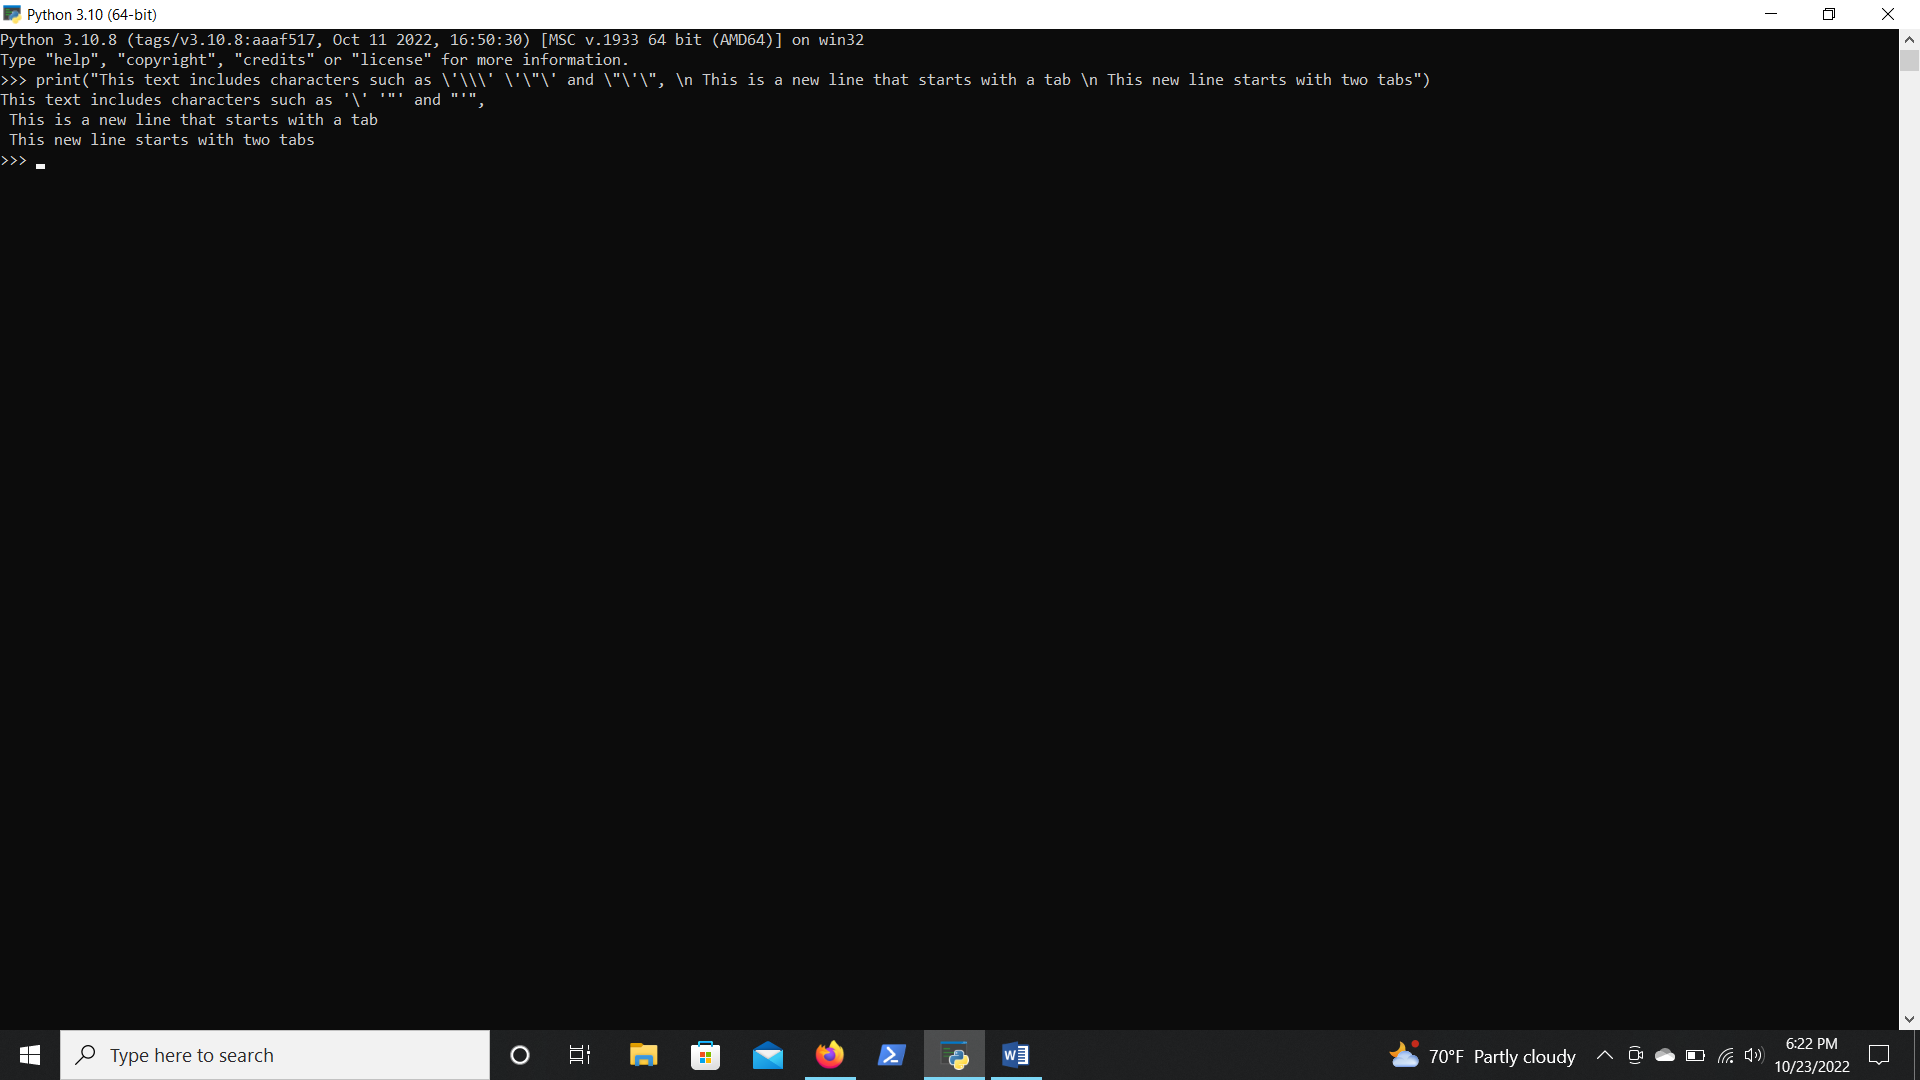 Python 3.10 (64-bit)
Python 3.10.8 (tags/v3.10.8:aaaf517, Oct 11 2022, 16:50:30) [MSC v.1933 64 bit (AMD64)] on win32
Type "help", "copyright", "credits" or "license" for more information.
>>> print("This text includes characters such as \'\\\' \'\"\' and \"\'\", \n This is a new line that starts with a tab \n This new line starts with two tabs")
This text includes characters such as '\' '"' and "'",
 This is a new line that starts with a tab
 This new line starts with two tabs
>>>
Type here to search
70°F Partly cloudy
6:22 PM
10/23/2022